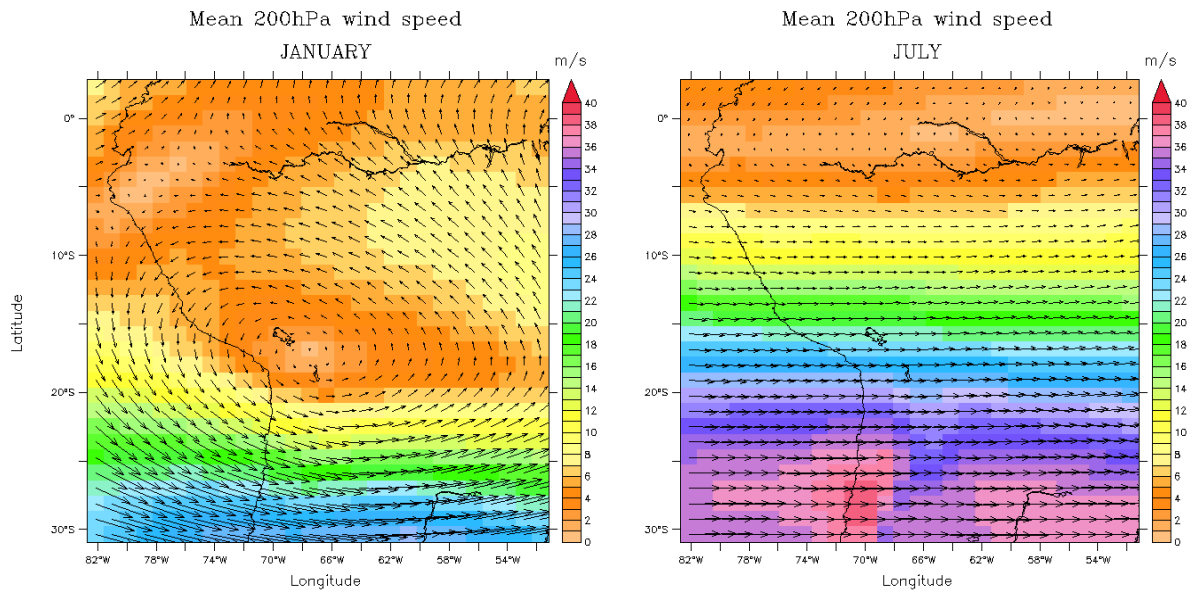 Mean 200hPa wind speed
JANUARY
m/s
40
38
36
34
32
30
28
26
24
22
20
18
16
14
12
10
8
6
4
2
0
0°
10°S
20°S
30°S
Latitude
82°W
78°W
74°W
70°W
66°W
62°W
58°W
54°W
Longitude
Mean 200hPa wind speed
JULY
m/s
40
38
36
34
32
30
28
26
24
22
20
18
16
14
12
10
8
6
4
2
0
0°
10°S
20°S
30°S
82°W
78°W
74°W
70°W
66°W
62°W
58°W
54°W
Longitude